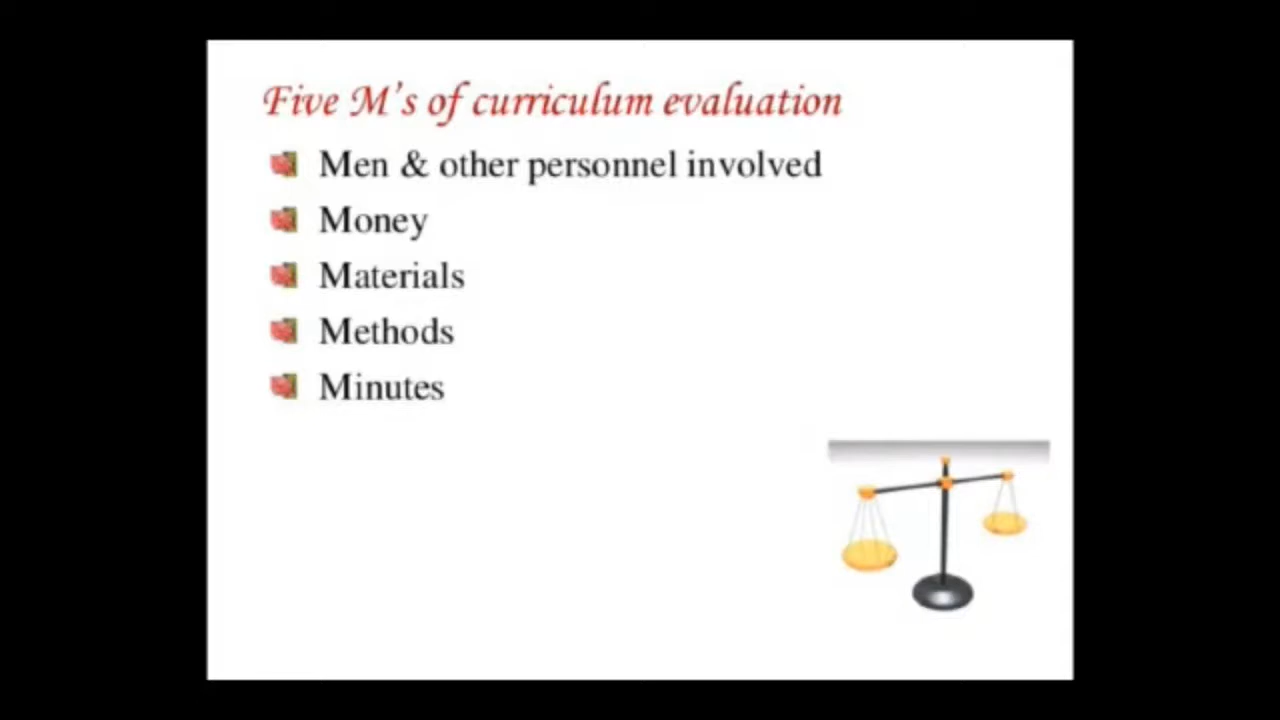 Five M's of curriculum evaluation
Men & other personnel involved
Money
Materials
Methods
Minutes